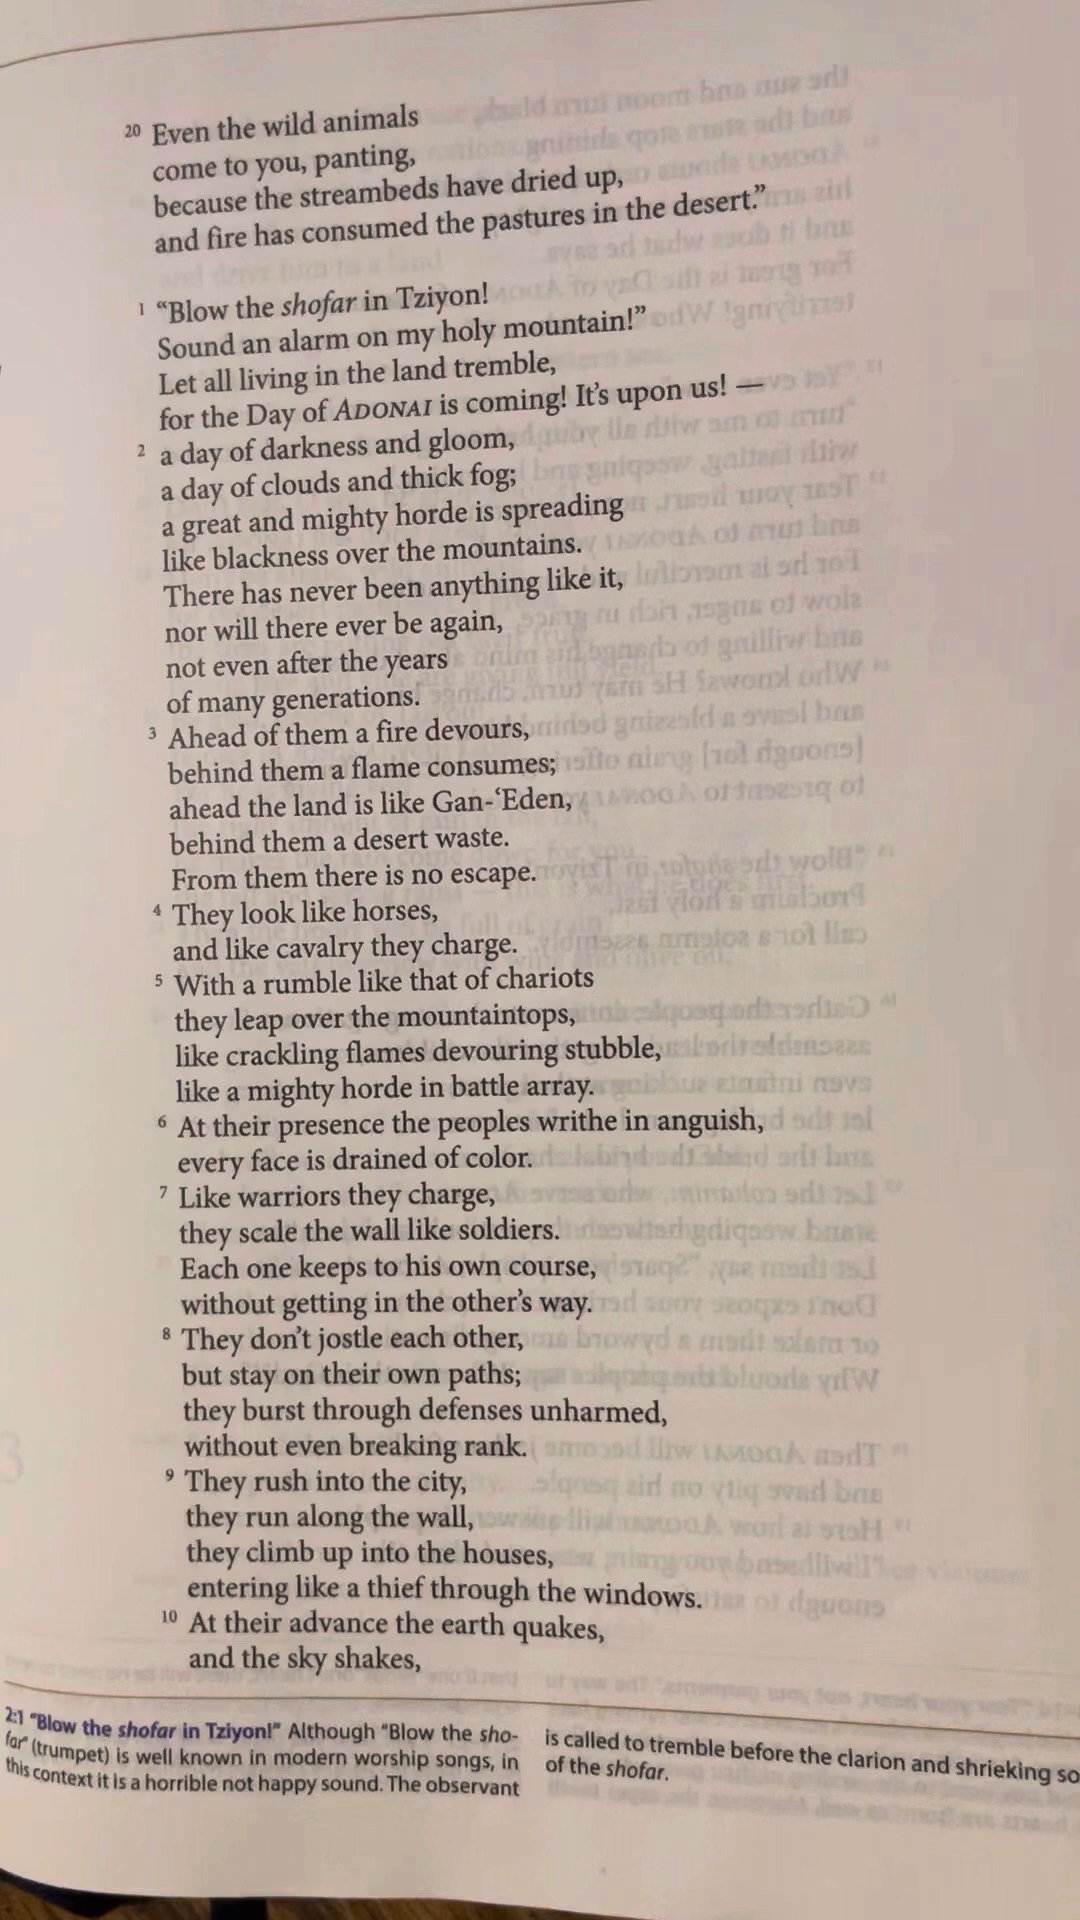 20 Even the wild animals
come to you, panting,
because the streambeds have dried up,
and fire has consumed the pastures in the desert.”
1 “Blow the shofar in Tziyon!
Sound an alarm on my holy mountain!”
Let all living in the land tremble,
for the Day of ADONAI is coming! It’s upon us! —
2 a day of darkness and gloom,
a day of clouds and thick fog;
a great and mighty horde is spreading
like blackness over the mountains.
There has never been anything like it,
nor will there ever be again,
not even after the years
of many generations.
3 Ahead of them a fire devours,
behind them a flame consumes;
ahead the land is like Gan-‘Eden,
behind them a desert waste.
From them there is no escape.
4 They look like horses,
and like cavalry they charge.
5 With a rumble like that of chariots
they leap over the mountaintops,
like crackling flames devouring stubble,
like a mighty horde in battle array.
6 At their presence the peoples writhe in anguish,
every face is drained of color.
7 Like warriors they charge,
they scale the wall like soldiers.
Each one keeps to his own course,
without getting in the other’s way.
8 They don’t jostle each other,
but stay on their own paths;
they burst through defenses unharmed,
without even breaking rank.
9 They rush into the city,
they run along the wall,
they climb up into the houses,
entering like a thief through the windows.
10 At their advance the earth quakes,
and the sky shakes,
2:1 “Blow the shofar in Tziyon!” Although “Blow the sho-
far” (trumpet) is well known in modern worship songs, in
this context it is a horrible not happy sound. The observant
is called to tremble before the clarion and shrieking so
of the shofar.